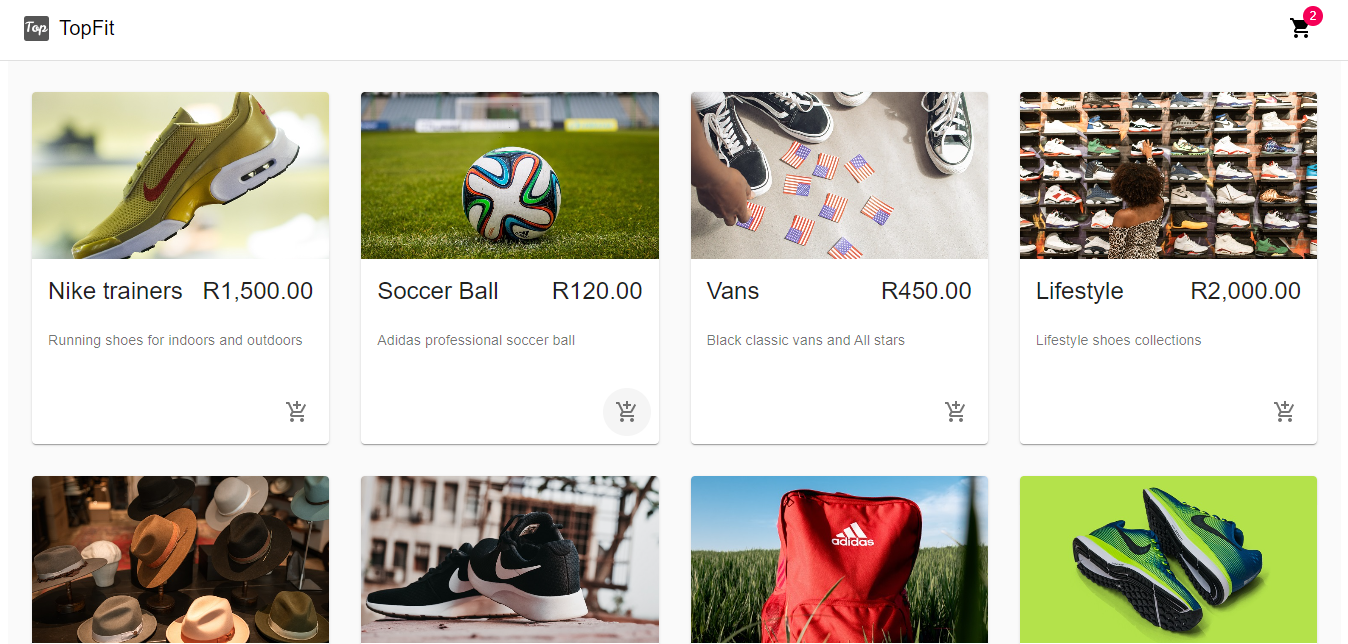 Top TopFit 2
Nike trainers R1,500.00
Running shoes for indoors and outdoors
Soccer Ball R120.00
Adidas professional soccer ball
Vans R450.00
Black classic vans and All stars
Lifestyle R2,000.00
Lifestyle shoes collections
adidas